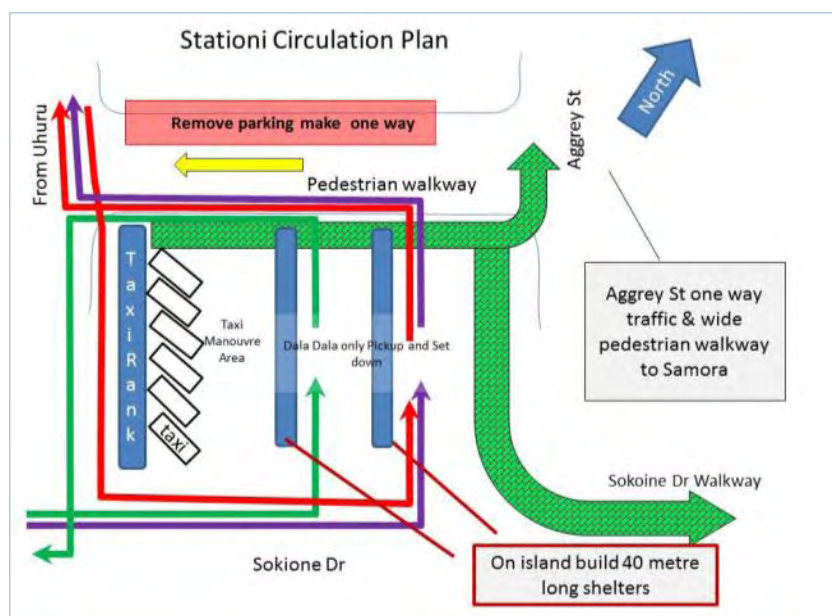 Stationi Circulation Plan
North
Remove parking make one way
From Uhuru
Aggrey St
Pedestrian walkway
Taxi Rank
Taxi
Manouvre
Area
Dala Dala only Pickup and Set
down
taxi
Aggrey St one way
traffic & wide
pedestrian walkway
to Samora
Sokoine Dr Walkway
Sokione Dr
On island build 40 metre
long shelters